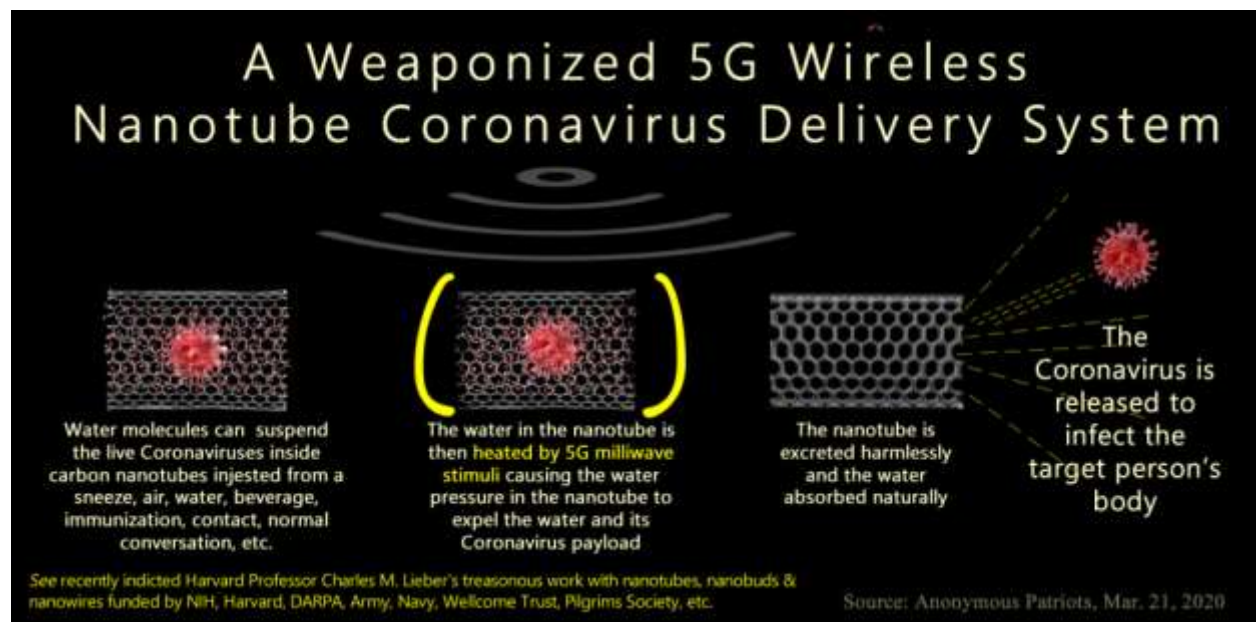 A Weaponized 5G Wireless
Nanotube Coronavirus Delivery System
Water molecules can suspend
the live Coronaviruses inside
carbon nanotubes injested from a
sneeze, air, water, beverage,
immunization, contact, normal
conversation, etc.
The water in the nanotube is
then heated by 5G milliwave
stimuli causing the water
pressure in the nanotube to
expel the water and its
Coronavirus payload
The nanotube is
excreted harmlessly
and the water
absorbed naturally
The
Coronavirus is
released to
infect the
target person's
body
See recently indicted Harvard Professor Charles M. Lieber's treasonous work with nanotubes, nanobuds &
nanowires funded by NIH, Harvard, DARPA, Army, Navy, Wellcome Trust, Pilgrims Society, etc.
Source: Anonymous Patriots, Mar. 21, 2020